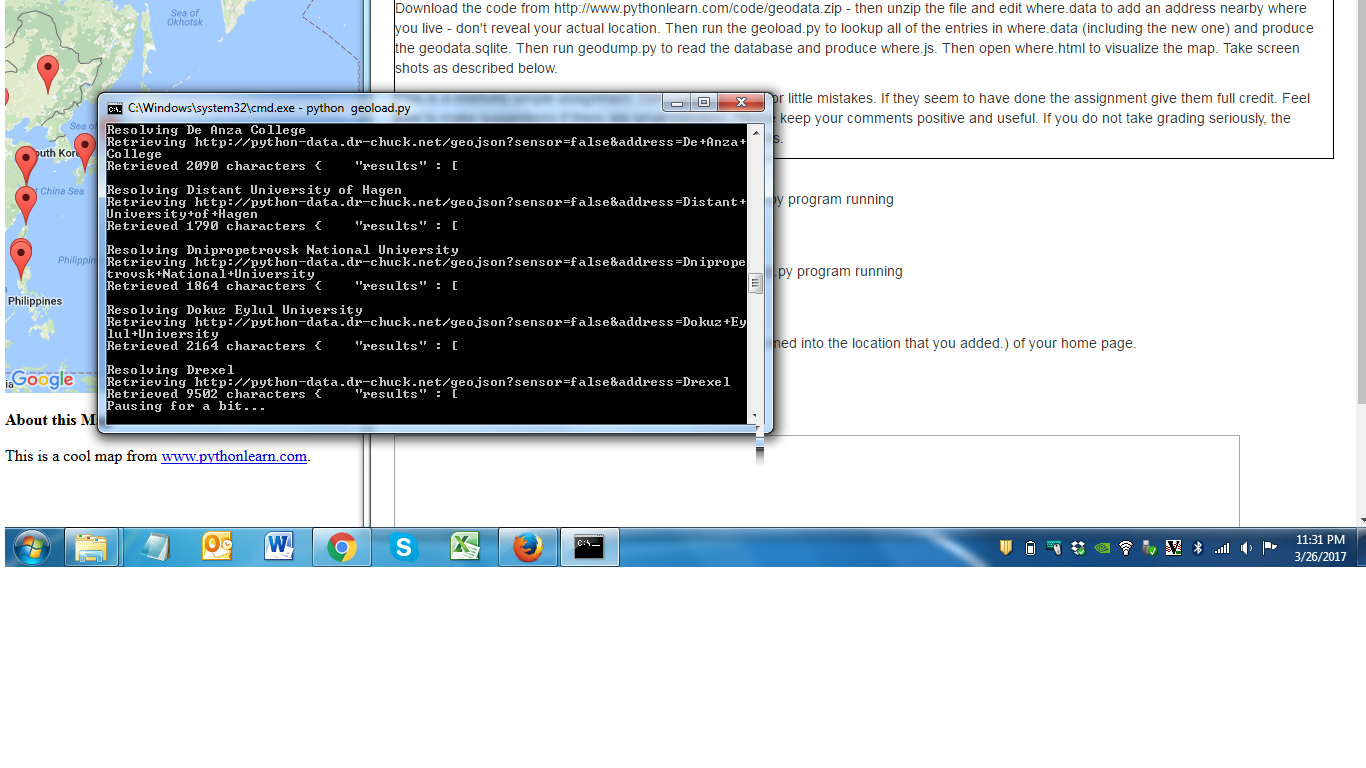 Download the code from http://www.pythonlearn.com/code/geodata.zip - then unzip the file and edit where.data to add an address nearby where
you live - don't reveal your actual location. Then run the geoload.py to lookup all of the entries in where.data (including the new one) and produce
the geodata.sqlite. Then run geodump.py to read the database and produce where.js. Then open where.html to visualize the map. Take screen
shots as described below.
or little mistakes. If they seem to have done the assignment give them full credit. Feel
keep your comments positive and useful. If you do not take grading seriously, the
py program running
.py program running
ned into the location that you added.) of your home page.
Sea of
Okhotsk
Sea of
outh Kore
t China Sea
Philippin
Philippines
Google
C:\Windows\system32\cmd.exe - python geoload.py
Resolving De Anza College
Retrieving http://python-data.dr-chuck.net/geojson?sensor=false&address=De+Anza+
College
Retrieved 2090 characters {    "results" : [
Resolving Distant University of Hagen
Retrieving http://python-data.dr-chuck.net/geojson?sensor=false&address=Distant+
University+of+Hagen
Retrieved 1790 characters {    "results" : [
Resolving Dnipropetrovsk National University
Retrieving http://python-data.dr-chuck.net/geojson?sensor=false&address=Dniprope
trovsk+National+University
Retrieved 1864 characters {    "results" : [
Resolving Dokuz Eylul University
Retrieving http://python-data.dr-chuck.net/geojson?sensor=false&address=Dokuz+Ey
lul+University
Retrieved 2164 characters {    "results" : [
Resolving Drexel
Retrieving http://python-data.dr-chuck.net/geojson?sensor=false&address=Drexel
Retrieved 9502 characters {    "results" : [
Pausing for a bit...
About this M
This is a cool map from www.pythonlearn.com.
11:31 PM
3/26/2017